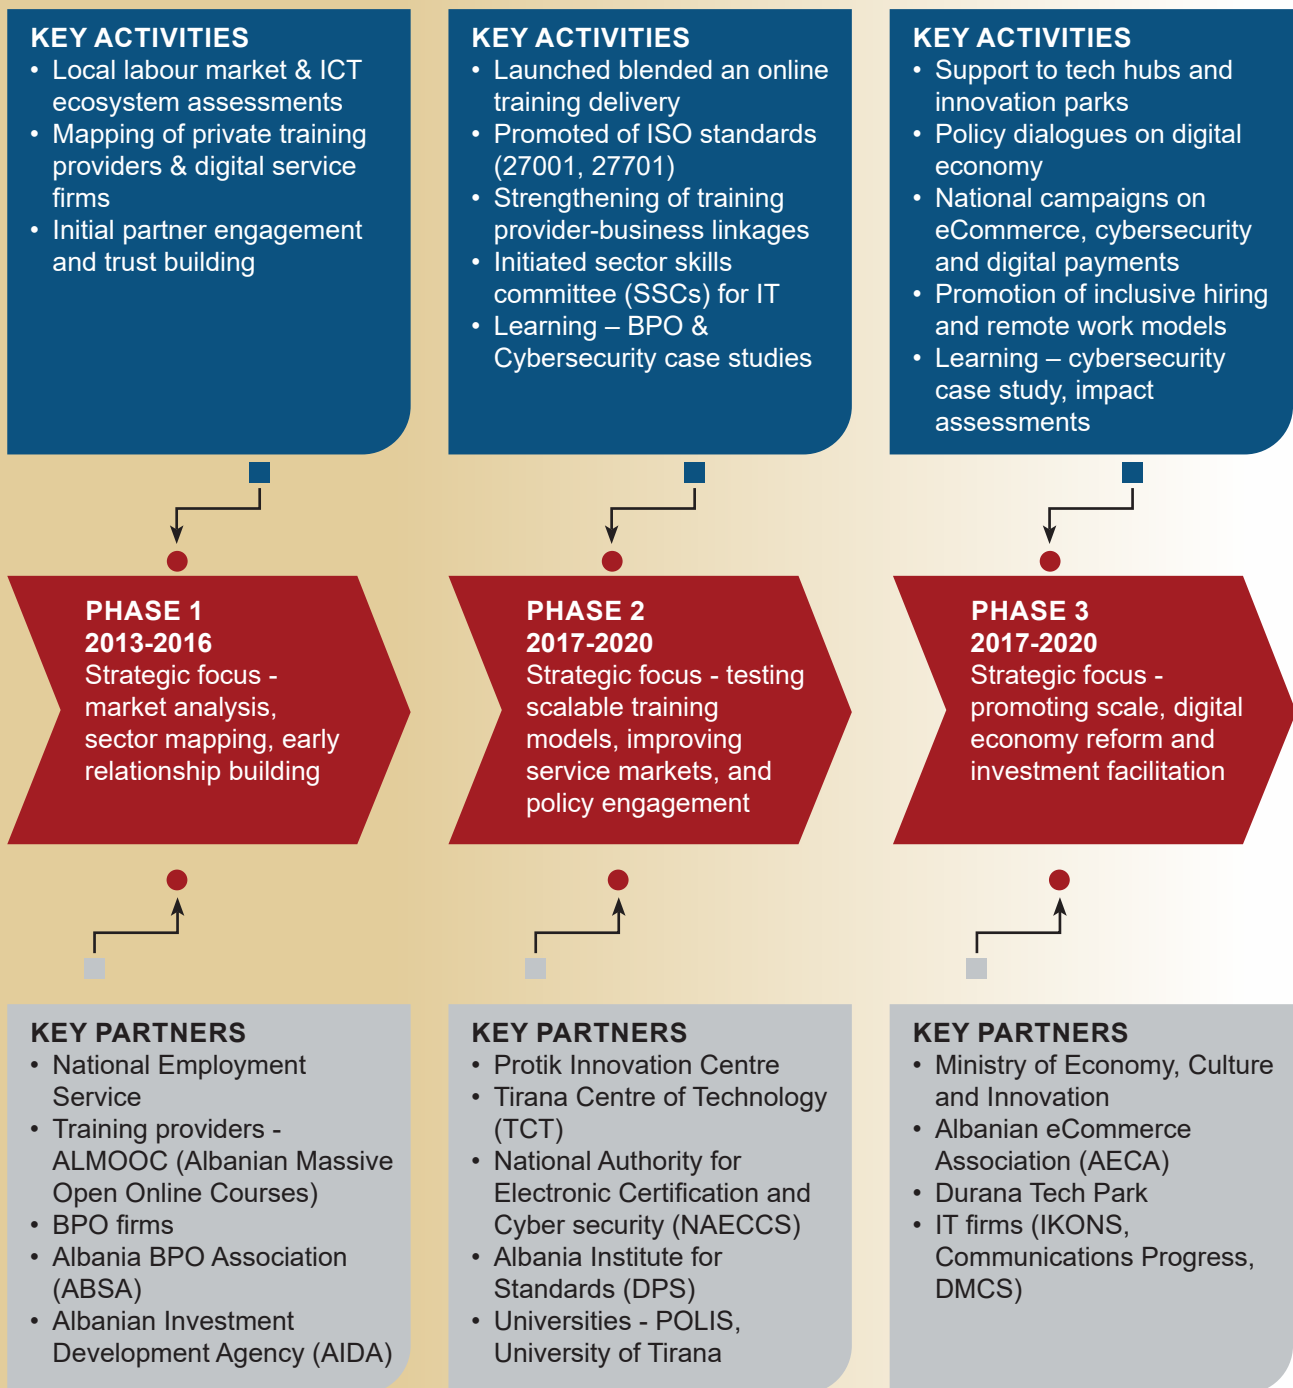 KEY ACTIVITIES
• Local labour market & ICT
ecosystem assessments
• Mapping of private training
providers & digital service
firms
• Initial partner engagement
and trust building
KEY ACTIVITIES
• Launched blended an online
training delivery
• Promoted of ISO standards
(27001, 27701)
• Strengthening of training
provider-business linkages
• Initiated sector skills
committee (SSCs) for IT
• Learning – BPO &
Cybersecurity case studies
KEY ACTIVITIES
• Support to tech hubs and
innovation parks
• Policy dialogues on digital
economy
• National campaigns on
eCommerce, cybersecurity
and digital payments
• Promotion of inclusive hiring
and remote work models
• Learning – cybersecurity
case study, impact
assessments
PHASE 1
2013-2016
Strategic focus -
market analysis,
sector mapping, early
relationship building
PHASE 2
2017-2020
Strategic focus - testing
scalable training
models, improving
service markets, and
policy engagement
PHASE 3
2017-2020
Strategic focus -
promoting scale, digital
economy reform and
investment facilitation
KEY PARTNERS
• National Employment
Service
• Training providers -
ALMOOC (Albanian Massive
Open Online Courses)
• BPO firms
• Albania BPO Association
(ABSA)
• Albanian Investment
Development Agency (AIDA)
KEY PARTNERS
• Protik Innovation Centre
• Tirana Centre of Technology
(TCT)
• National Authority for
Electronic Certification and
Cyber security (NAECCS)
• Albania Institute for
Standards (DPS)
• Universities - POLIS,
University of Tirana
KEY PARTNERS
• Ministry of Economy, Culture
and Innovation
• Albanian eCommerce
Association (AECA)
• Durana Tech Park
• IT firms (IKONS,
Communications Progress,
DMCS)